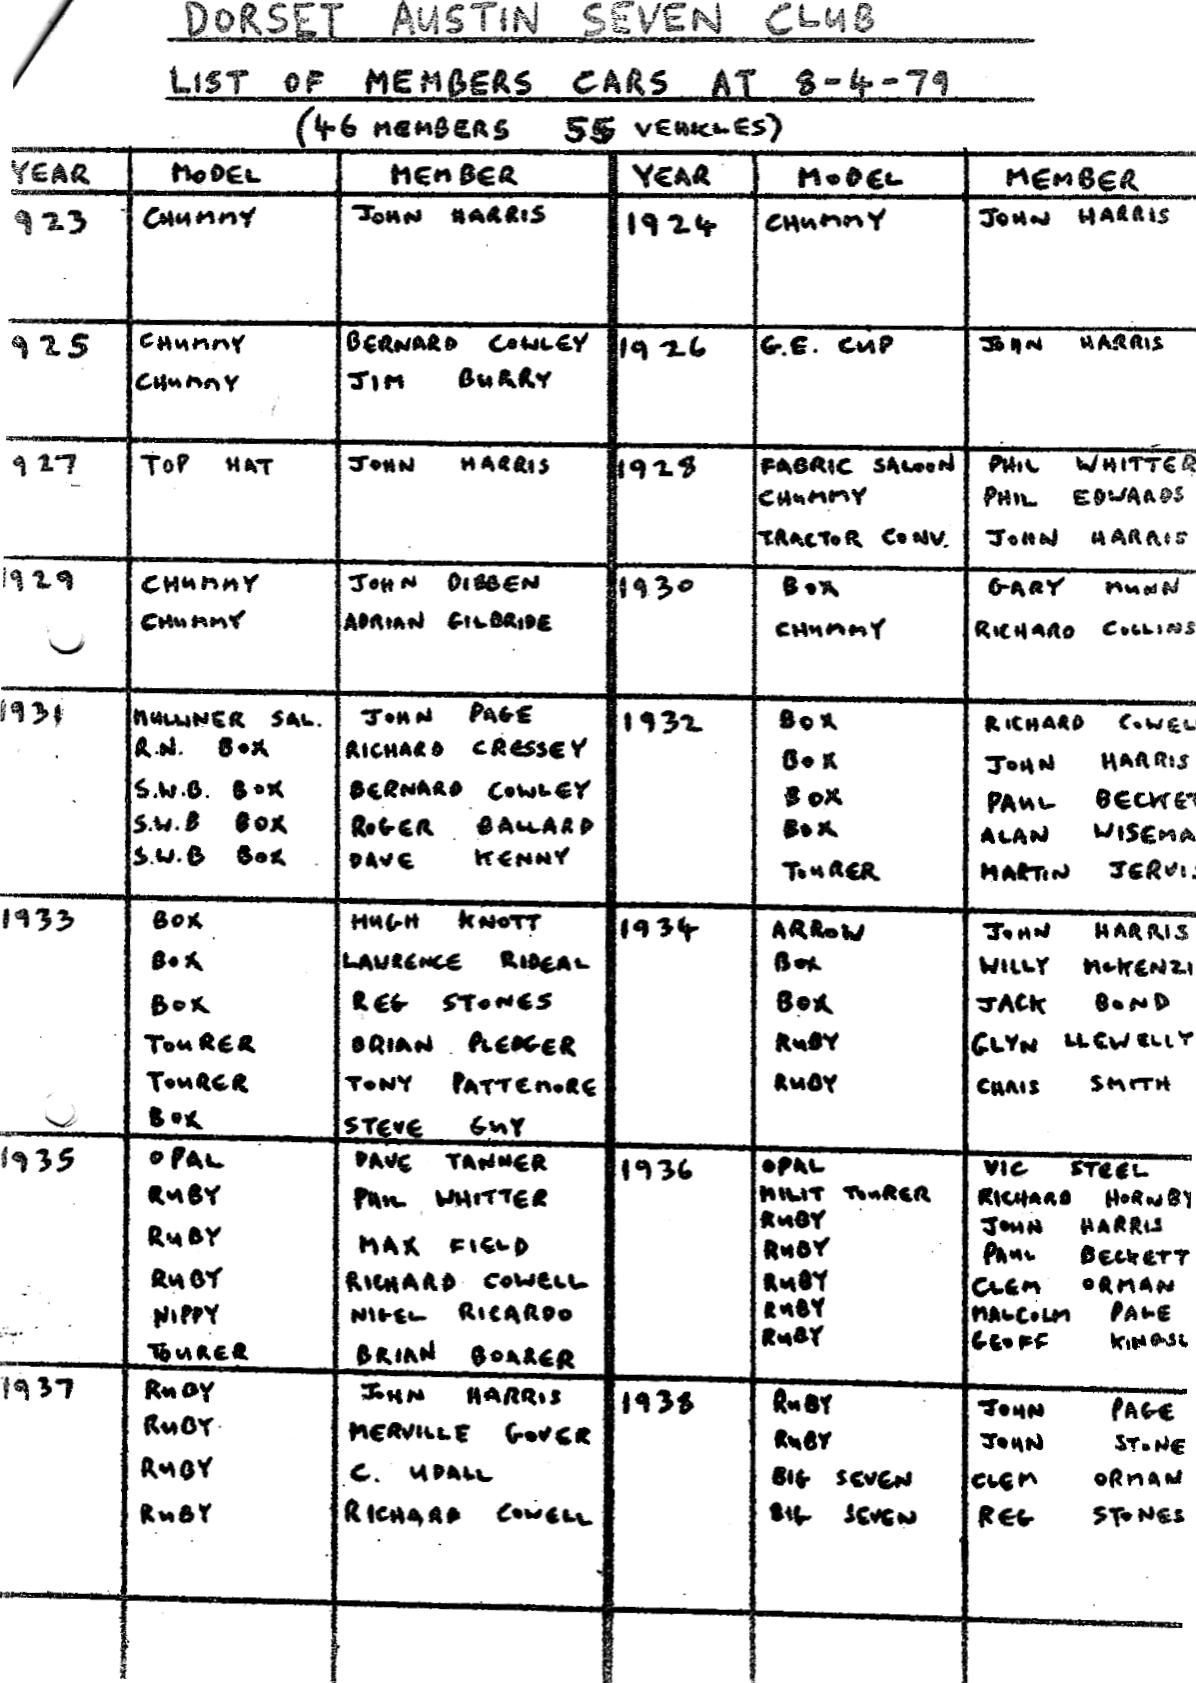 DORSET AUSTIN SEVEN CLUB
LIST OF MEMBERS CARS AT 8-4-79
(46 MEMBERS 55 VEHICLES)
YEAR MODEL MEMBER YEAR MODEL MEMBER
923 CHUMMY JOHN HARRIS 1924 CHUMMY JOHN HARRIS
925 CHUMMY BERNARD COWLEY 1926 G.E. CUP JOHN HARRIS
CHUMMY JIM BURRY
927 TOP HAT JOHN HARRIS 1928 FABRIC SALOON PHIL WHITTER
CHUMMY PHIL EDWARDS
TRACTOR CONV. JOHN HARRIS
1929 CHUMMY JOHN DIBBEN 1930 BOX GARY MUNN
CHUMMY ADRIAN GILBRIDE CHUMMY RICHARD COLLINS
1931 MULLINER SAL. JOHN PAGE 1932 BOX RICHARD COWEL
R.N. BOX RICHARD CRESSEY BOX JOHN HARRIS
S.W.B. BOX BERNARD COWLEY BOX PAUL BECKET
S.W.B BOX ROGER BALLARD BOX ALAN WISEMA
S.W.B BOX DAVE KENNY TOURER MARTIN JERVIS
1933 BOX HUGH KNOTT 1934 ARROW JOHN HARRIS
BOX LAURENCE RIDEAL BOX WILLY McKENZI
BOX REG STONES BOX JACK BOND
TOURER BRIAN PLEDGER RUBY GLYN LLEWELLY
TOURER TONY PATTEMORE RUBY CHRIS SMITH
BOX STEVE GUY
1935 OPAL DAVE TANNER 1936 OPAL VIC STEEL
RUBY PHIL WHITTER MILIT TOURER RICHARD HORNBY
RUBY MAX FIELD RUBY JOHN HARRIS
RUBY RICHARD COWELL RUBY PAUL BECKETT
NIPPY NIGEL RICARDO RUBY CLEM ORMAN
TOURER BRIAN BOARER RUBY MALCOLM PAGE
RUBY GEOFF KINGSL
1937 RUBY JOHN HARRIS 1938 RUBY JOHN PAGE
RUBY MERVILLE GOVER RUBY JOHN STONE
RUBY C. UDALL BIG SEVEN CLEM ORMAN
RUBY RICHARD COWELL BIG SEVEN REG STONES